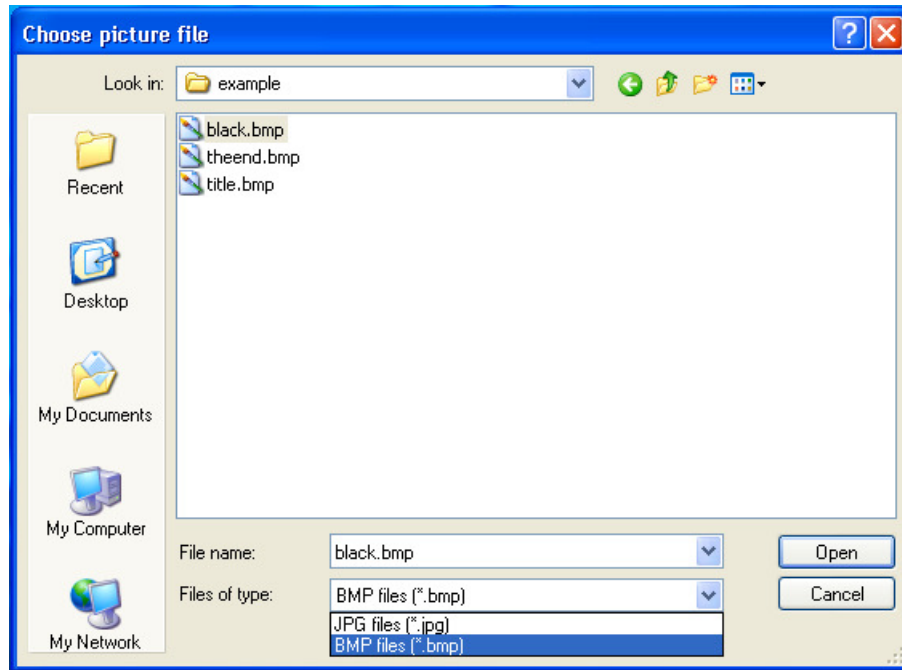 Choose picture file
Look in: example
black.bmp
theend.bmp
title.bmp
Recent
Desktop
My Documents
My Computer
My Network
File name: black.bmp Open
Files of type: BMP files (*.bmp) Cancel
JPG files (*.jpg)
BMP files (*.bmp)